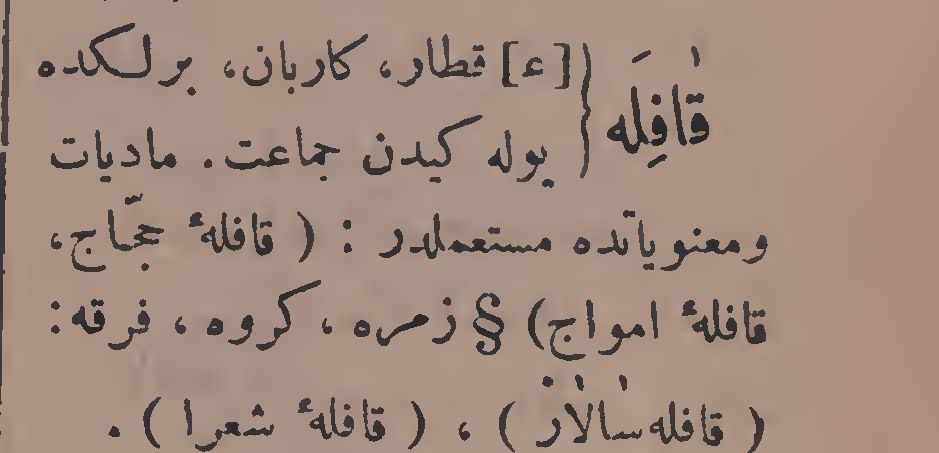 قافِلَه { [ع] قطار، كاربان، برلكده
يوله كيدن جماعت. ماديات
ومعنوياتده مستعملدر : ( قافلهٔ حجّاج،
قافلهٔ امواج) § زمره ، كروه ، فرقه :
( قافله سالار ) ، ( قافلهٔ شعرا ) .